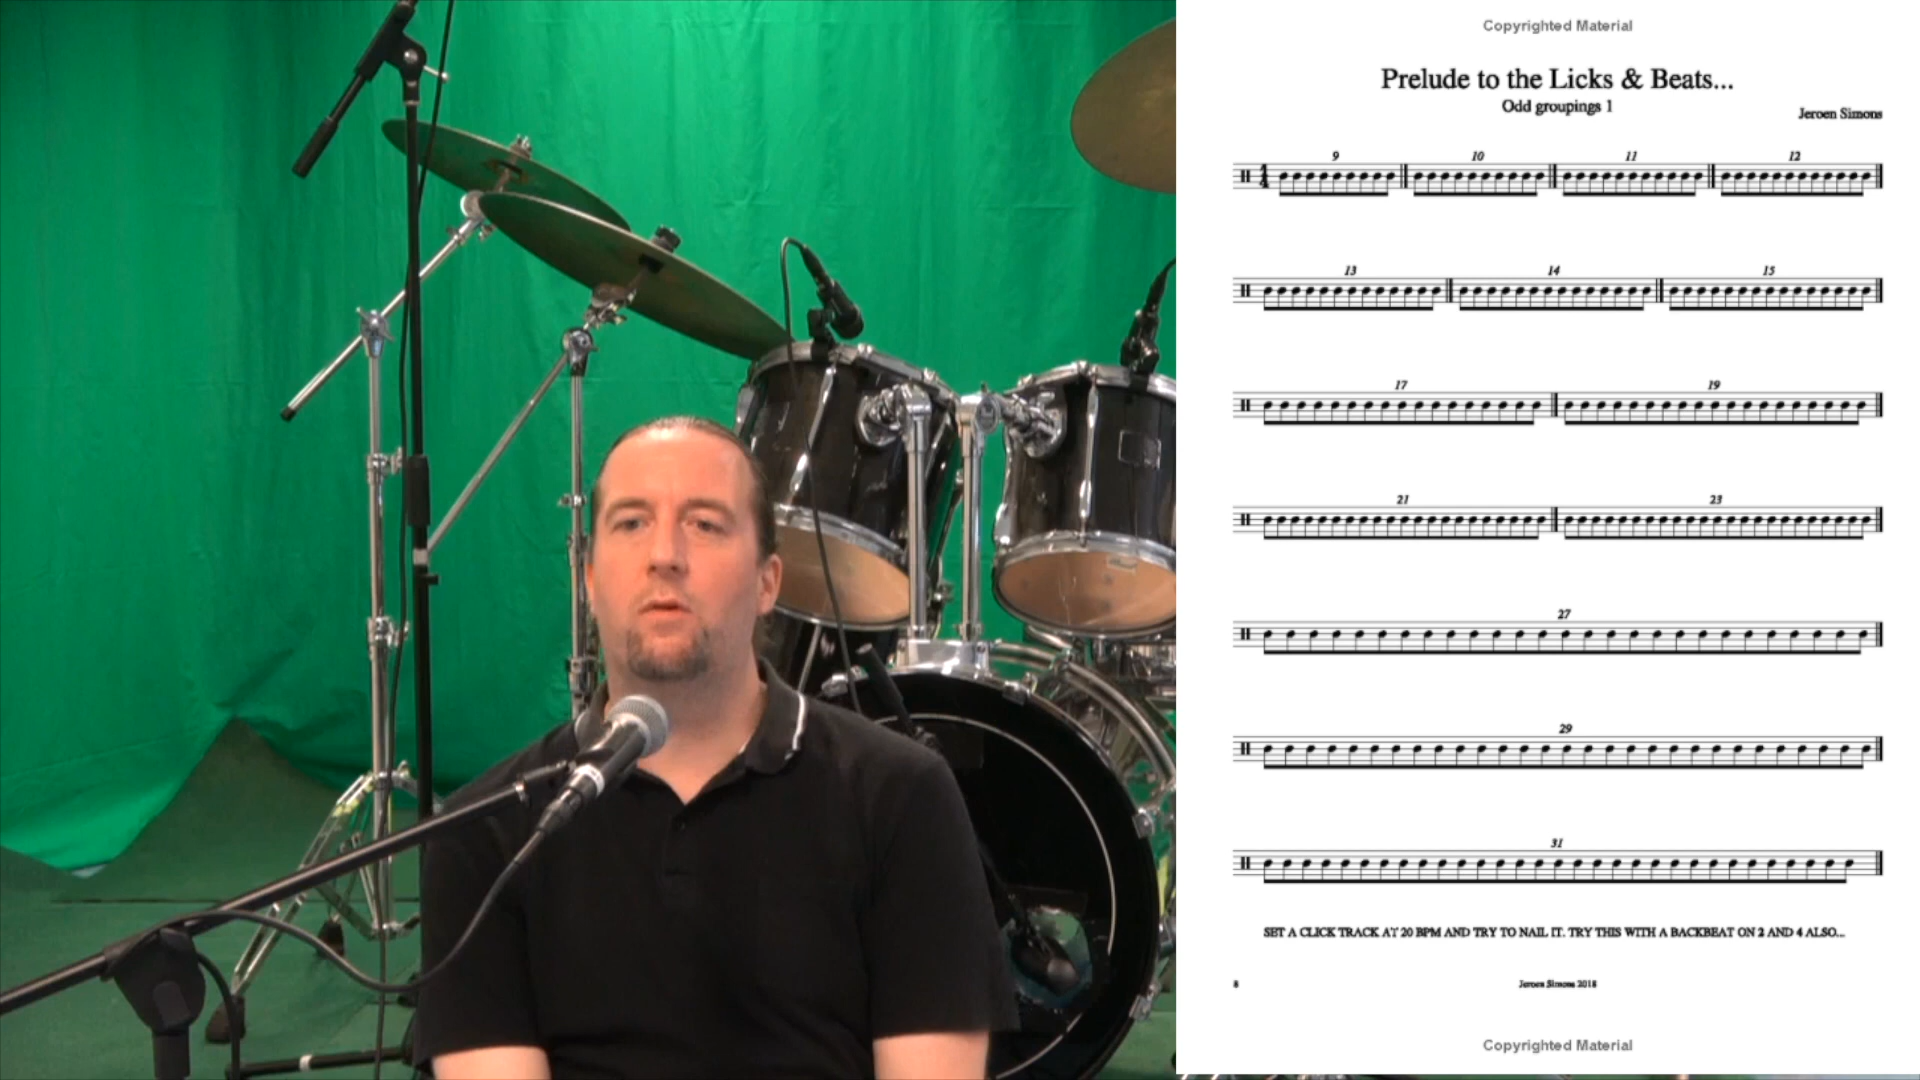 Copyrighted Material
Prelude to the Licks & Beats...
Odd groupings 1
Jeroen Simons
9 10 11 12
4
4
13 14 15
17 19
21 23
27
29
31
SET A CLICK TRACK AT 20 BPM AND TRY TO NAIL IT. TRY THIS WITH A BACKBEAT ON 2 AND 4 ALSO...
8 Jeroen Simons 2018
Copyrighted Material